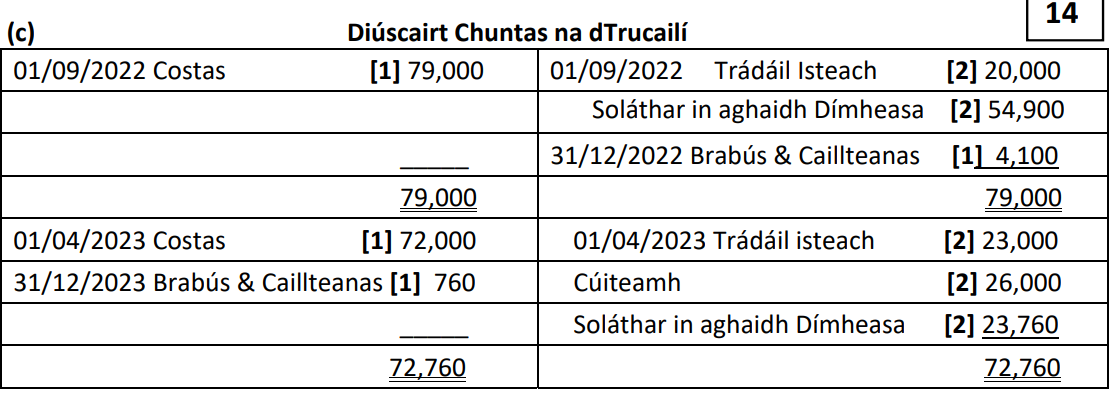 14
(c) Diúscairt Chuntas na dTrucailí
01/09/2022 Costas [1] 79,000 01/09/2022 Trádáil Isteach [2] 20,000
Soláthar in aghaidh Dímheasa [2] 54,900
31/12/2022 Brabús & Caillteanas [1] 4,100
79,000 79,000
01/04/2023 Costas [1] 72,000 01/04/2023 Trádáil isteach [2] 23,000
31/12/2023 Brabús & Caillteanas [1] 760 Cúiteamh [2] 26,000
Soláthar in aghaidh Dímheasa [2] 23,760
72,760 72,760